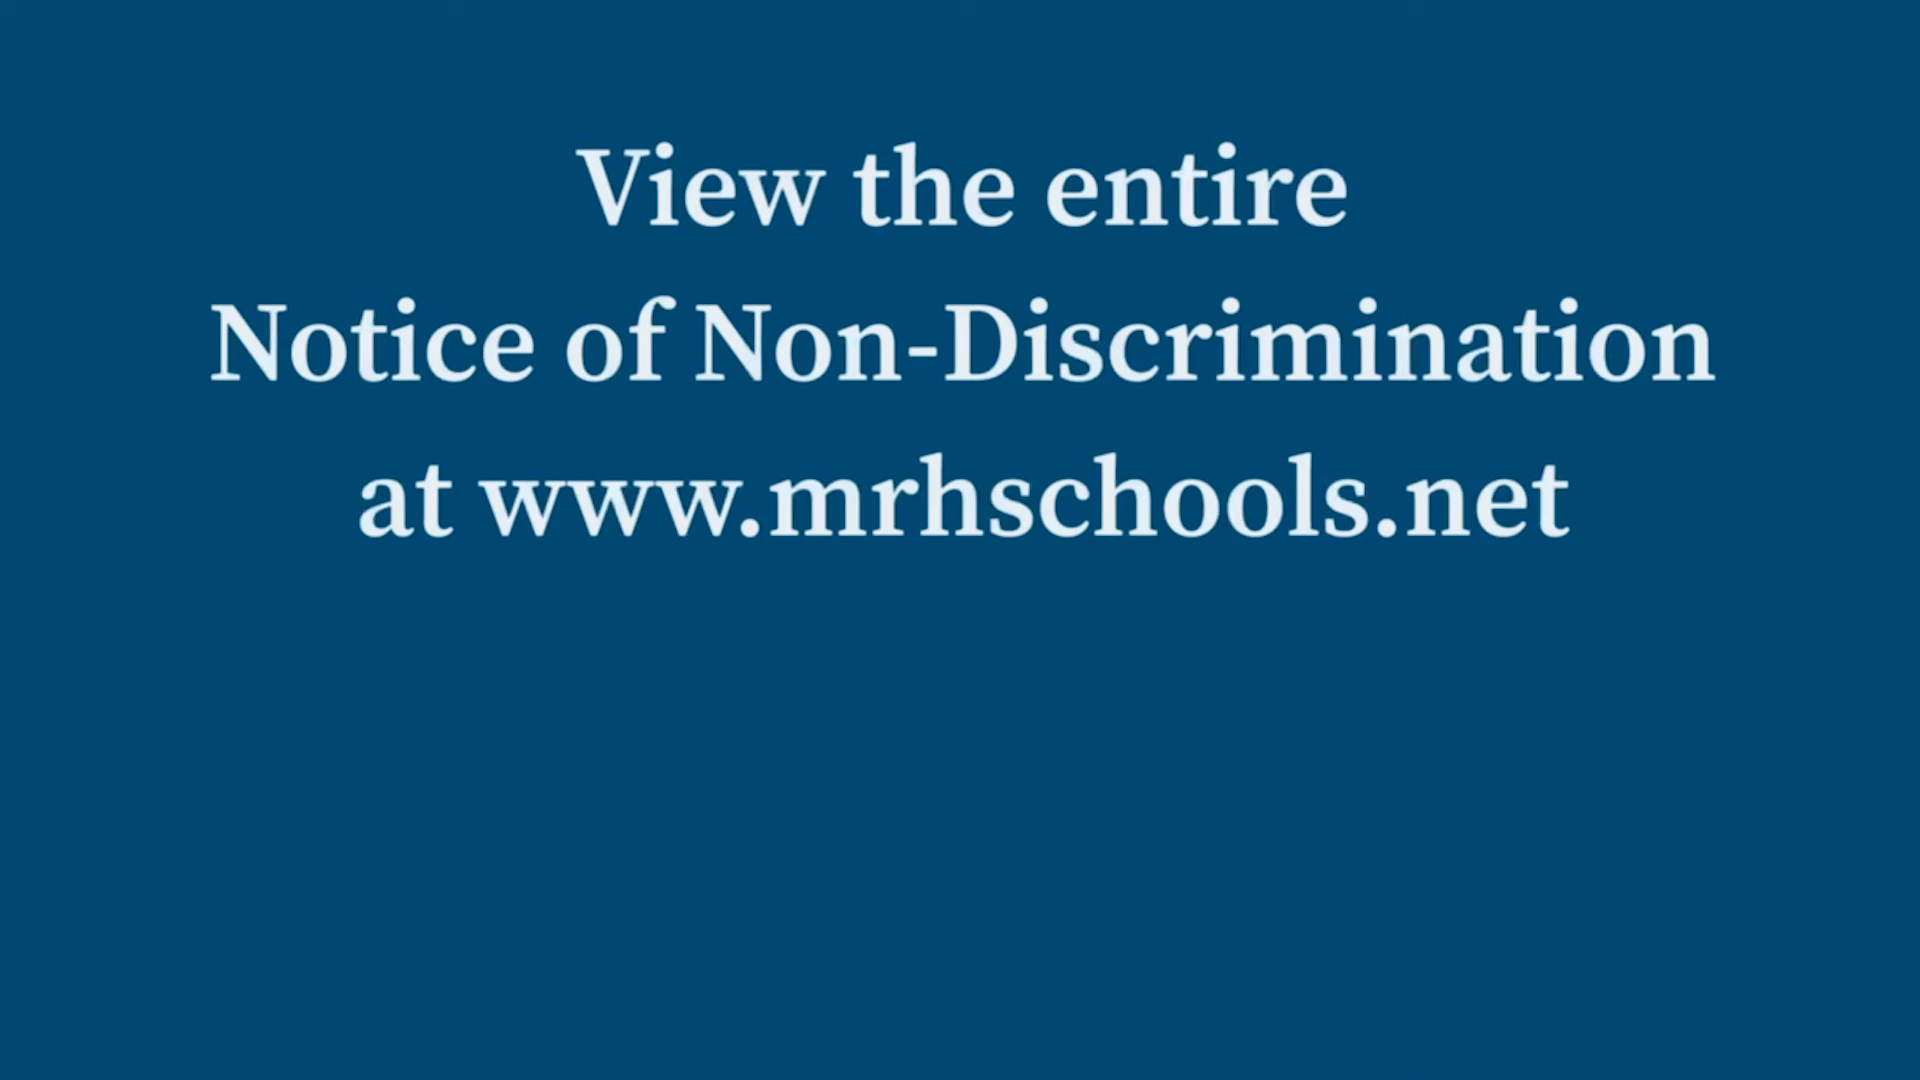 View the entire
Notice of Non-Discrimination
at www.mrhschools.net